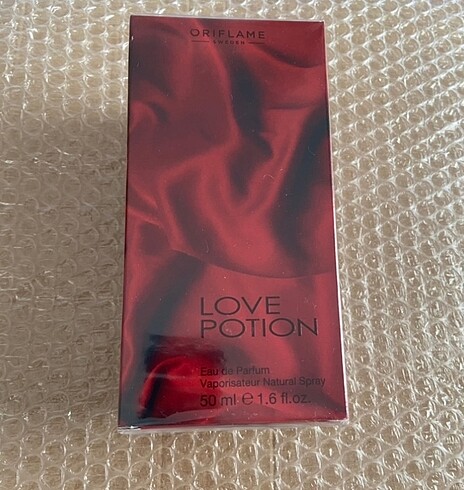 ORIFLAME
SWEDEN
LOVE
POTION
Eau de Parfum
Vaporisateur Natural Spray
50 ml ℮ 1.6 fl.oz.